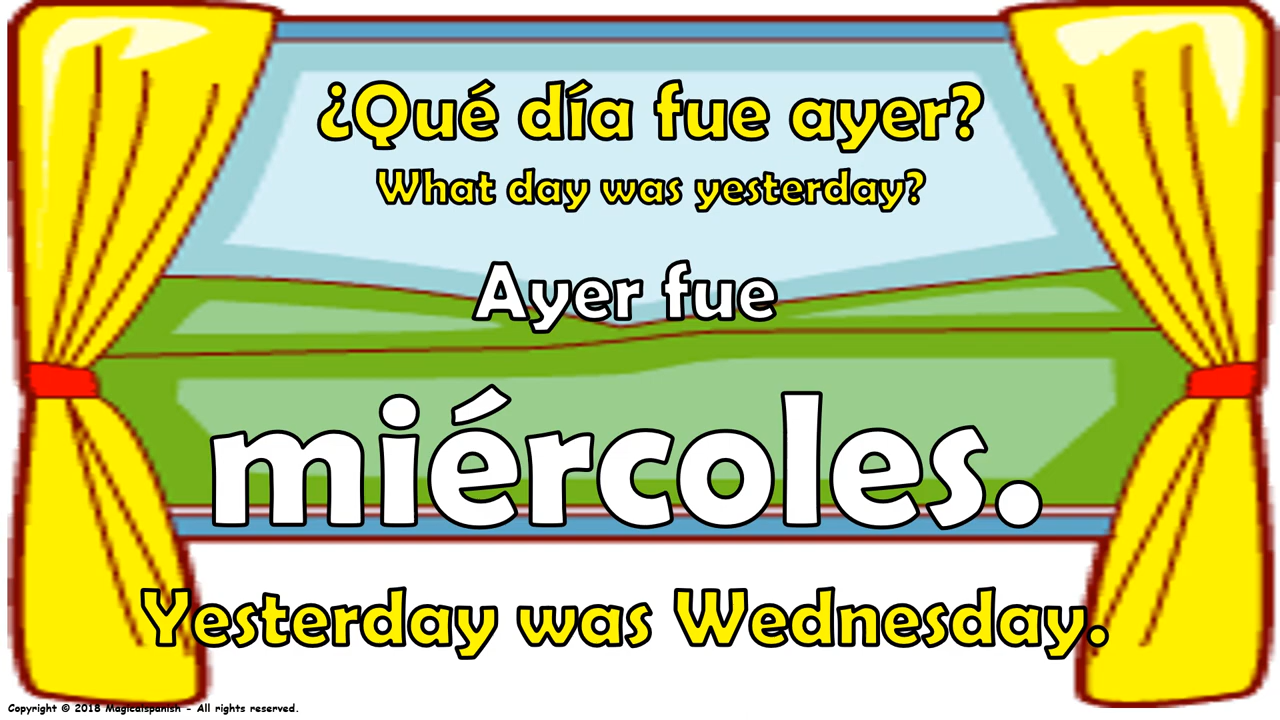 ¿Qué día fue ayer?
What day was yesterday?
Ayer fue
miércoles.
Yesterday was Wednesday.
Copyright © 2018 Magicalspanish - All rights reserved.